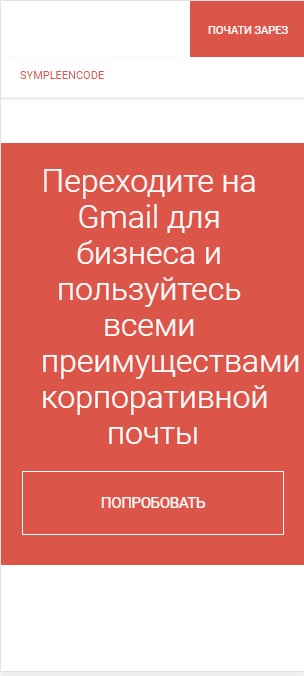 ПОЧАТИ ЗАРЕЗ
SYMPLEENCODE
Переходите на
Gmail для
бизнеса и
пользуйтесь
всеми
преимуществами
корпоративной
почты
ПОПРОБОВАТЬ